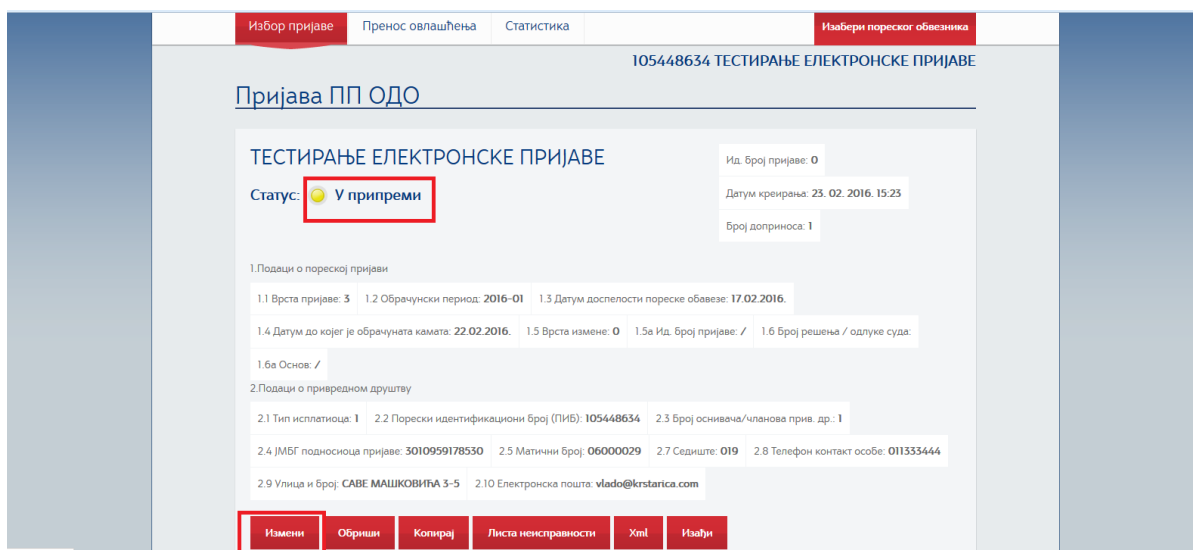 Избор пријаве Пренос овлашћења Статистика Изабери пореског обвезника
105448634 ТЕСТИРАЊЕ ЕЛЕКТРОНСКЕ ПРИЈАВЕ
Пријава ПП ОДО
ТЕСТИРАЊЕ ЕЛЕКТРОНСКЕ ПРИЈАВЕ
Ид. број пријаве: 0
Статус: У припреми
Датум креирања: 23. 02. 2016. 15:23
Број доприноса: 1
1.Подаци о пореској пријави
1.1 Врста пријаве: 3 1.2 Обрачунски период: 2016-01 1.3 Датум доспелости пореске обавезе: 17.02.2016.
1.4 Датум до којег је обрачуната камата: 22.02.2016. 1.5 Врста измене: 0 1.5а Ид. број пријаве: / 1.6 Број решења / одлуке суда:
1.6а Основ: /
2.Подаци о привредном друштву
2.1 Тип исплатиоца: 1 2.2 Порески идентификациони број (ПИБ): 105448634 2.3 Број оснивача/чланова прив. др.: 1
2.4 ЈМБГ подносиоца пријаве: 3010959178530 2.5 Матични број: 06000029 2.7 Седиште: 019 2.8 Телефон контакт особе: 011333444
2.9 Улица и број: САВЕ МАШКОВИЋА 3-5 2.10 Електронска пошта: vlado@krstarica.com
Измени Обриши Копирај Листа неисправности Xml Изађи